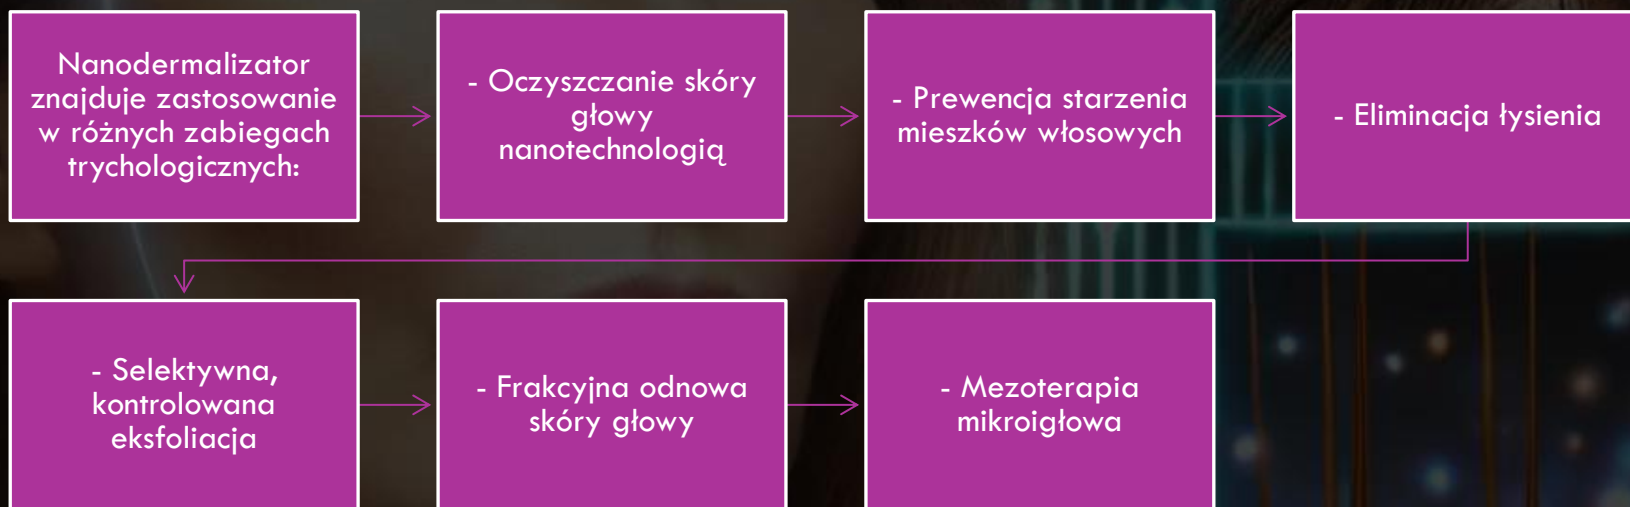 Nanodermalizator
znajduje zastosowanie
w różnych zabiegach
trychologicznych:
- Oczyszczanie skóry
głowy
nanotechnologią
- Prewencja starzenia
mieszków włosowych
- Eliminacja łysienia
- Selektywna,
kontrolowana
eksfoliacja
- Frakcyjna odnowa
skóry głowy
- Mezoterapia
mikroigłowa